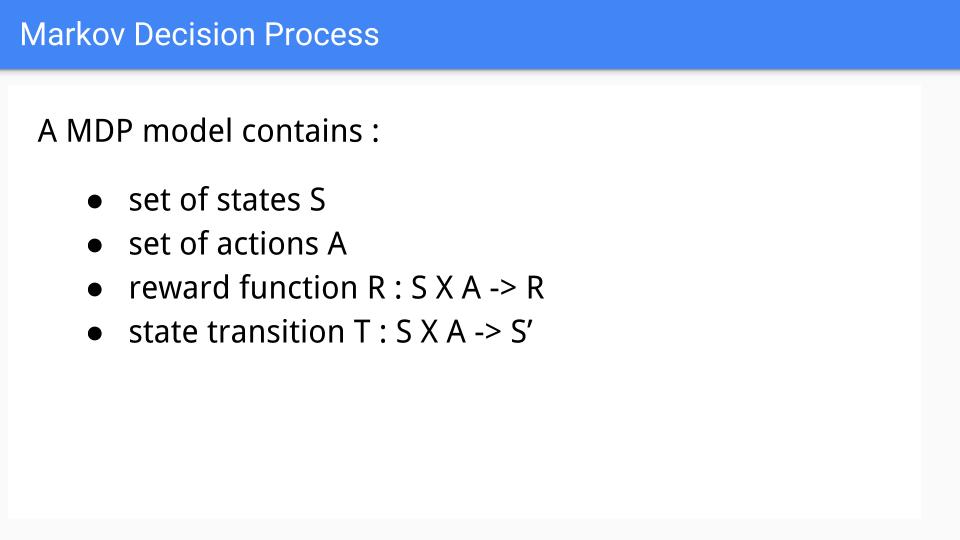 Markov Decision Process
A MDP model contains :
● set of states S
● set of actions A
● reward function R : S X A -> R
● state transition T : S X A -> S’